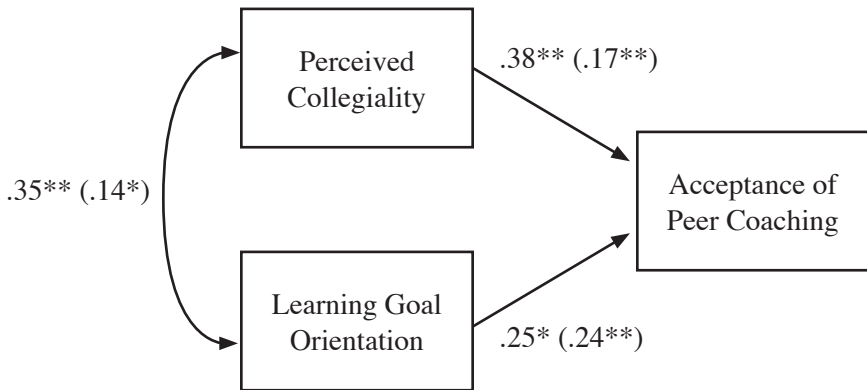 Perceived
Collegiality
.38** (.17**)
.35** (.14*)
Acceptance of
Peer Coaching
Learning Goal
Orientation
.25* (.24**)